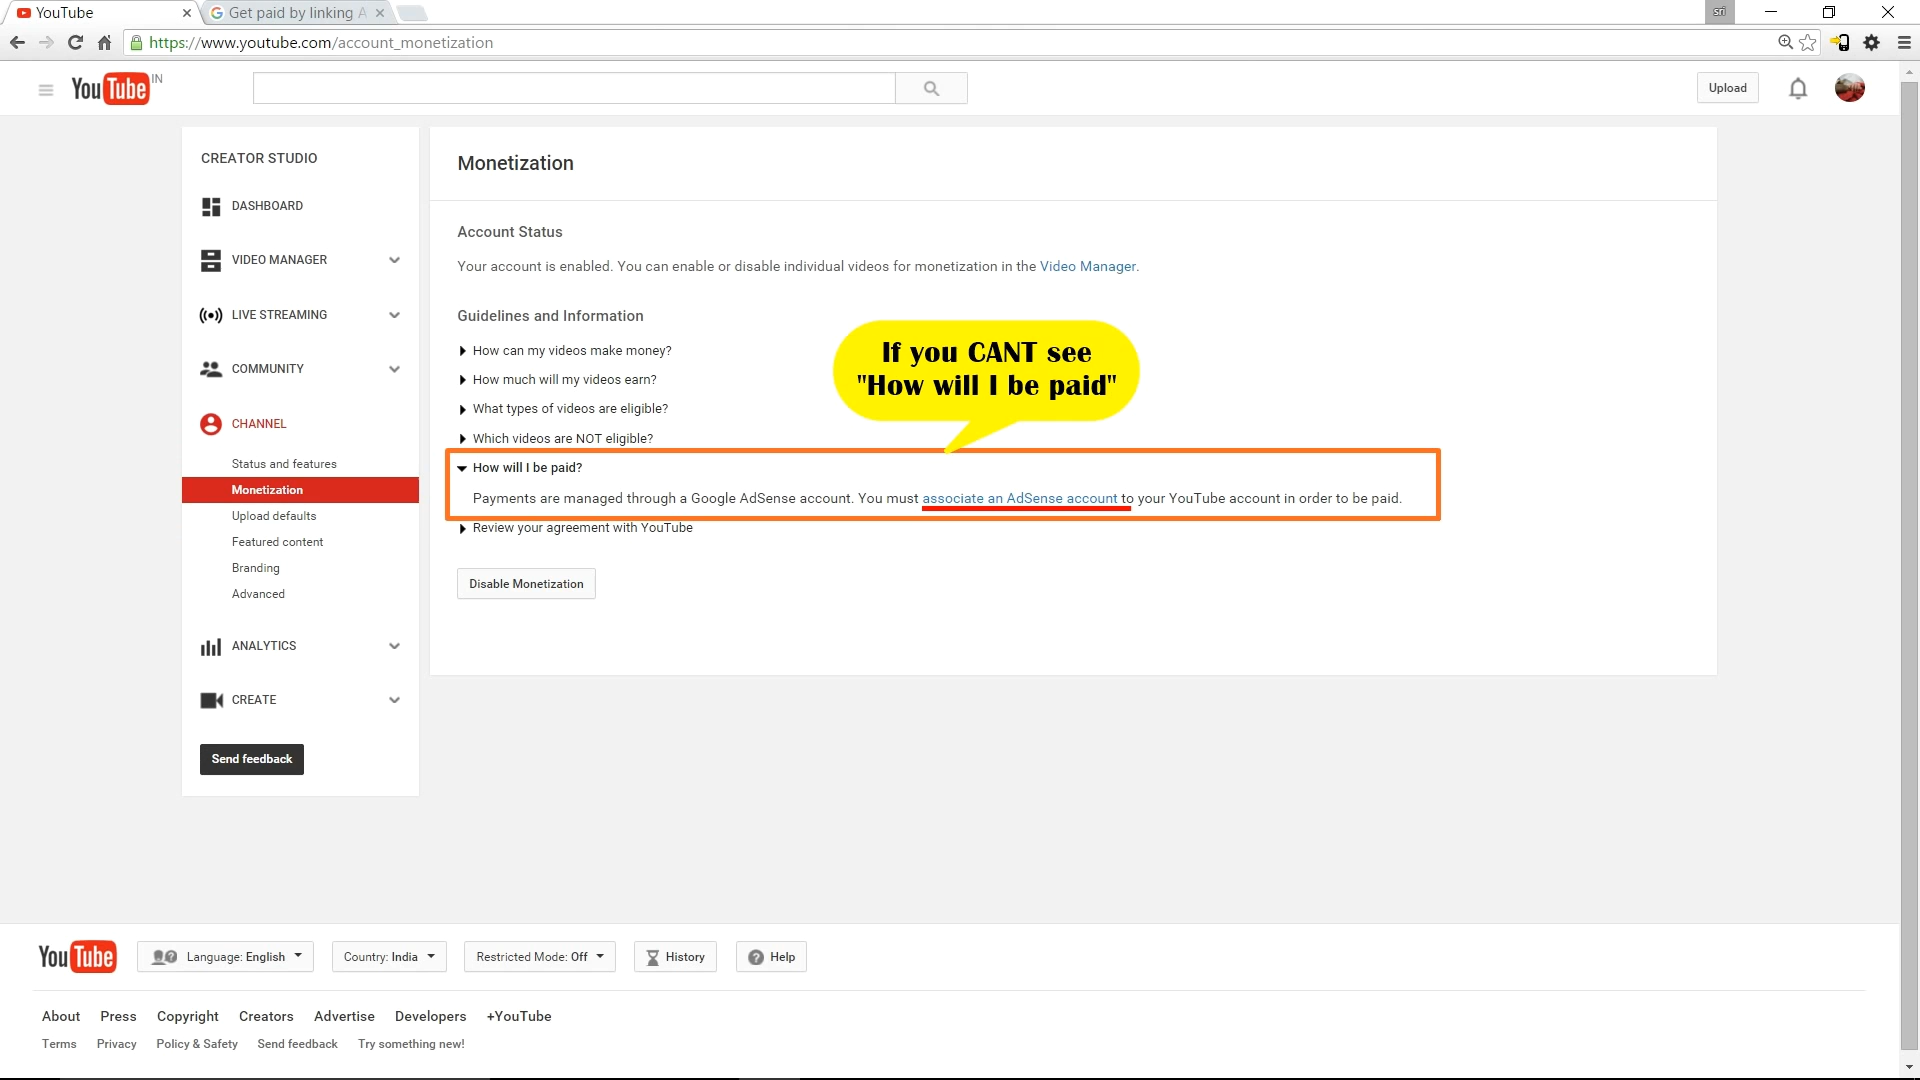 YouTube
Get paid by linking A
sri
https://www.youtube.com/account_monetization
YouTube IN
Upload
CREATOR STUDIO
DASHBOARD
VIDEO MANAGER
LIVE STREAMING
COMMUNITY
CHANNEL
Status and features
Monetization
Upload defaults
Featured content
Branding
Advanced
ANALYTICS
CREATE
Send feedback
Monetization
Account Status
Your account is enabled. You can enable or disable individual videos for monetization in the Video Manager.
Guidelines and Information
How can my videos make money?
How much will my videos earn?
What types of videos are eligible?
Which videos are NOT eligible?
If you CANT see
"How will I be paid"
How will I be paid?
Payments are managed through a Google AdSense account. You must associate an AdSense account to your YouTube account in order to be paid.
Review your agreement with YouTube
Disable Monetization
YouTube
Language: English
Country: India
Restricted Mode: Off
History
Help
About Press Copyright Creators Advertise Developers +YouTube
Terms Privacy Policy & Safety Send feedback Try something new!